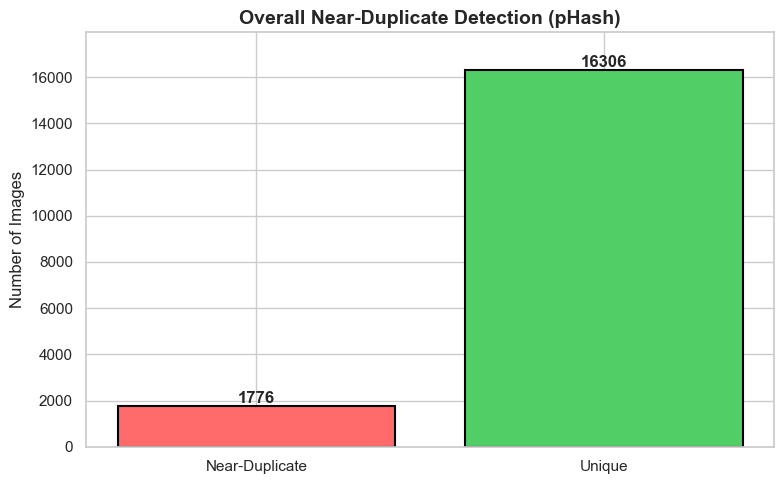 Overall Near-Duplicate Detection (pHash)
Number of Images
16000
14000
12000
10000
8000
6000
4000
2000
0
16306
1776
Near-Duplicate
Unique